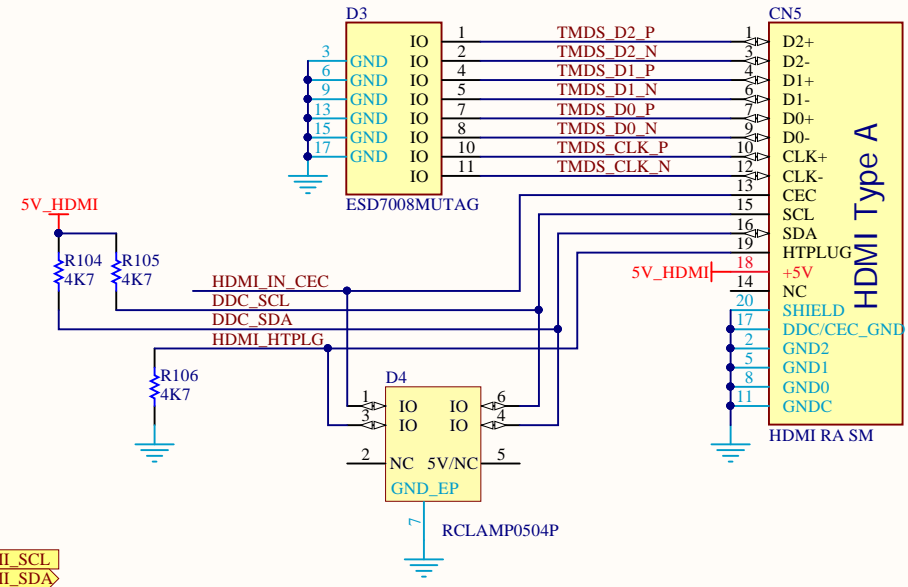 D3
CN5
1 IO
3 GND IO 2
6 GND IO 4
9 GND IO 5
13 GND IO 7
15 GND IO 8
17 GND IO 10
IO 11
ESD7008MUTAG
TMDS_D2_P 1 D2+
TMDS_D2_N 3 D2-
TMDS_D1_P 4 D1+
TMDS_D1_N 6 D1-
TMDS_D0_P 7 D0+
TMDS_D0_N 9 D0-
TMDS_CLK_P 10 CLK+
TMDS_CLK_N 12 CLK-
13 CEC
15 SCL
16 SDA
19 HTPLUG
5V_HDMI 18 +5V
14 NC
20 SHIELD
17 DDC/CEC_GND
2 GND2
5 GND1
8 GND0
11 GNDC
HDMI Type A
HDMI RA SM
5V_HDMI
R104
4K7
R105
4K7
HDMI_IN_CEC
DDC_SCL
DDC_SDA
HDMI_HTPLG
R106
4K7
D4
1 IO IO 6
3 IO IO 4
2 NC 5V/NC 5
GND_EP
7
RCLAMP0504P
MI_SCL
MI_SDA